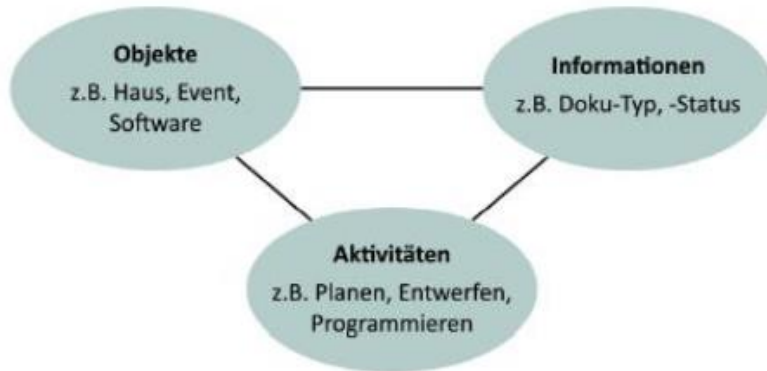 Objekte
z.B. Haus, Event,
Software
Informationen
z.B. Doku-Typ, -Status
Aktivitäten
z.B. Planen, Entwerfen,
Programmieren